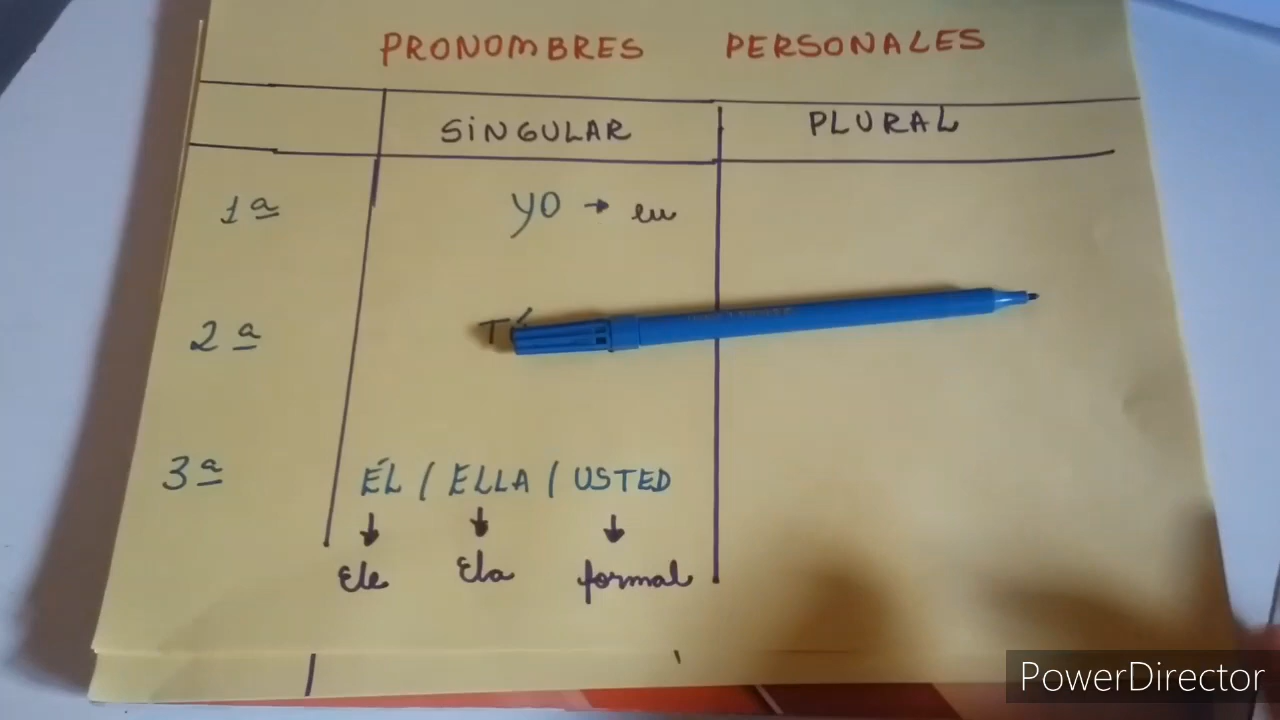 PRONOMBRES PERSONALES
SINGULAR PLURAL
1ª YO → eu
2ª
3ª ÉL / ELLA / USTED
Ele Ela formal
PowerDirector